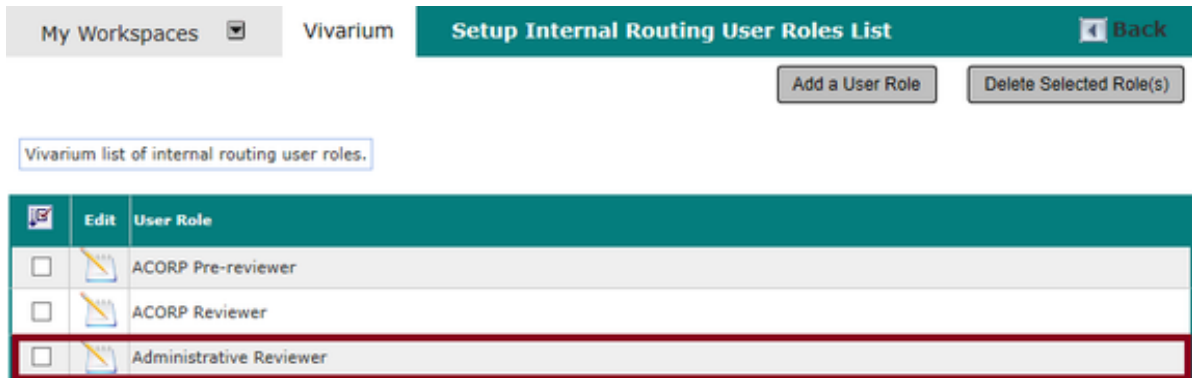 My Workspaces Vivarium Setup Internal Routing User Roles List Back
Add a User Role Delete Selected Role(s)
Vivarium list of internal routing user roles.
Edit User Role
ACORP Pre-reviewer
ACORP Reviewer
Administrative Reviewer